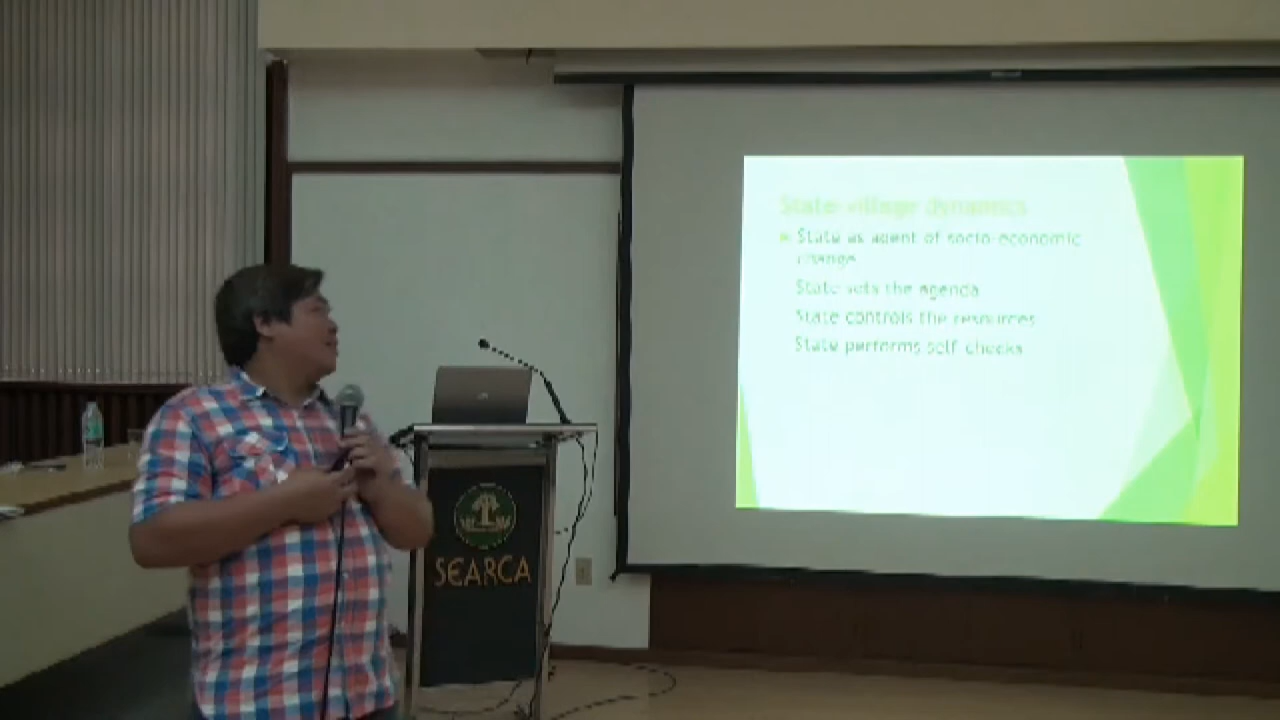 State-village dynamics
State as agent of socio-economic
change
State sets the agenda
State controls the resources
State performs self-checks
SEARCA